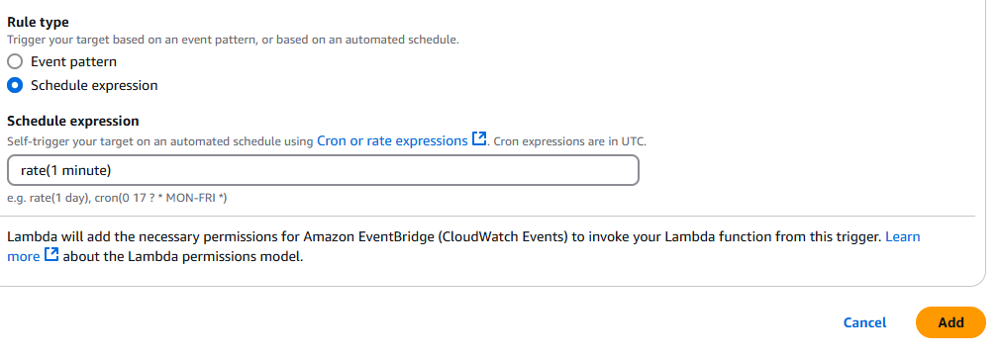 Rule type
Trigger your target based on an event pattern, or based on an automated schedule.
Event pattern
Schedule expression
Schedule expression
Self-trigger your target on an automated schedule using Cron or rate expressions. Cron expressions are in UTC.
rate(1 minute)
e.g. rate(1 day), cron(0 17 ? * MON-FRI *)
Lambda will add the necessary permissions for Amazon EventBridge (CloudWatch Events) to invoke your Lambda function from this trigger. Learn
more about the Lambda permissions model.
Cancel
Add